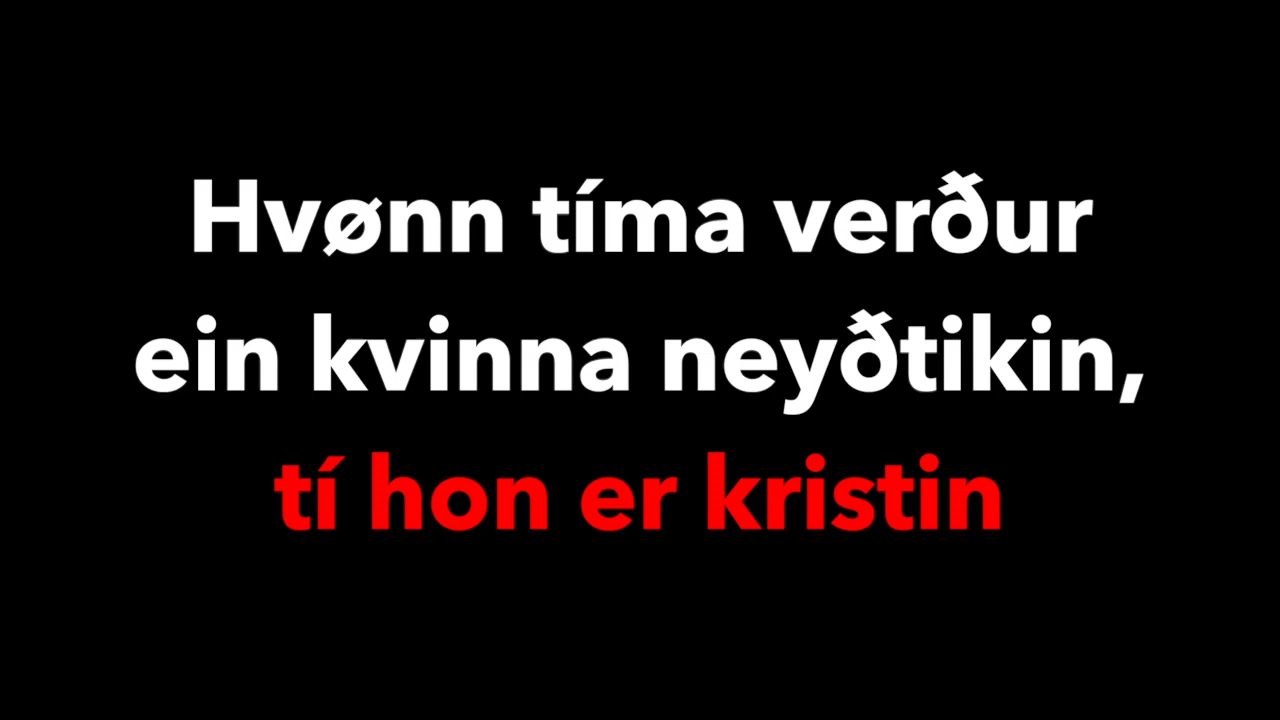 Hvønn tíma verður
ein kvinna neyðtikin,
tí hon er kristin